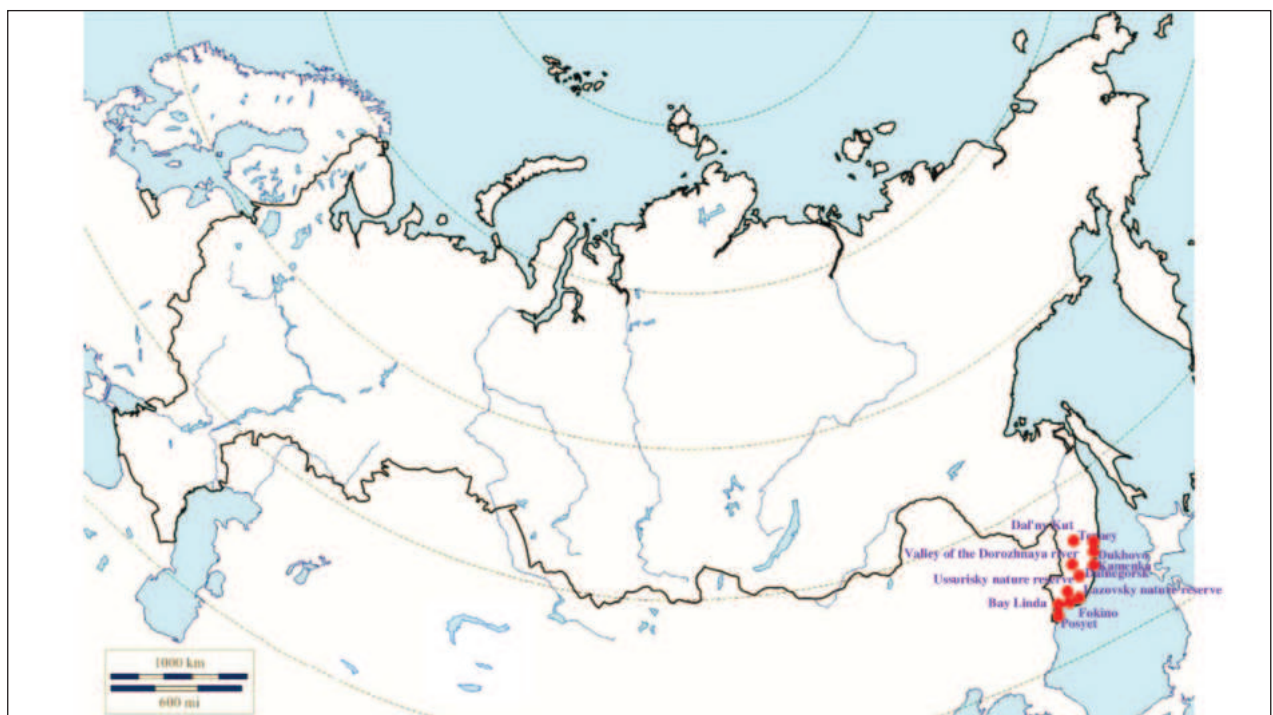 Dal'ny Kut
Terney
Valley of the Dorozhnaya river
Dukhovo
Kamenka
Dalnegorsk
Ussurisky nature reserve
Lazovsky nature reserve
Bay Linda
Fokino
Posyet
1000 km
600 mi